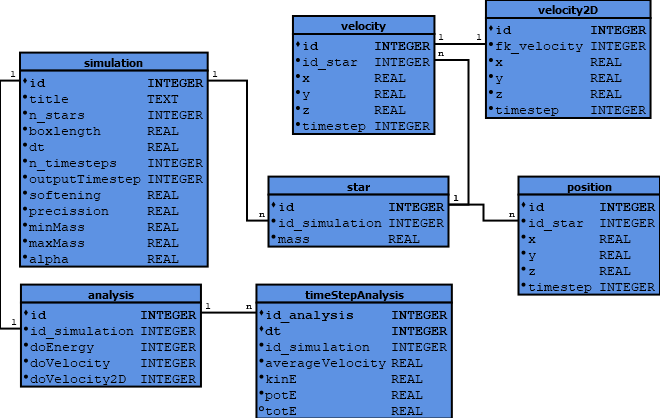 simulation
id INTEGER
title TEXT
n_stars INTEGER
boxlength REAL
dt REAL
n_timesteps INTEGER
outputTimestep INTEGER
softening REAL
precission REAL
minMass REAL
maxMass REAL
alpha REAL
velocity
id INTEGER
id_star INTEGER
x REAL
y REAL
z REAL
timestep INTEGER
velocity2D
id INTEGER
fk_velocity INTEGER
x REAL
y REAL
z REAL
timestep INTEGER
star
id INTEGER
id_simulation INTEGER
mass REAL
position
id INTEGER
id_star INTEGER
x REAL
y REAL
z REAL
timestep INTEGER
analysis
id INTEGER
id_simulation INTEGER
doEnergy INTEGER
doVelocity INTEGER
doVelocity2D INTEGER
timeStepAnalysis
id_analysis INTEGER
dt INTEGER
id_simulation INTEGER
averageVelocity REAL
kinE REAL
potE REAL
totE REAL
1
1
n
1
1
n
1
n
1
1
n